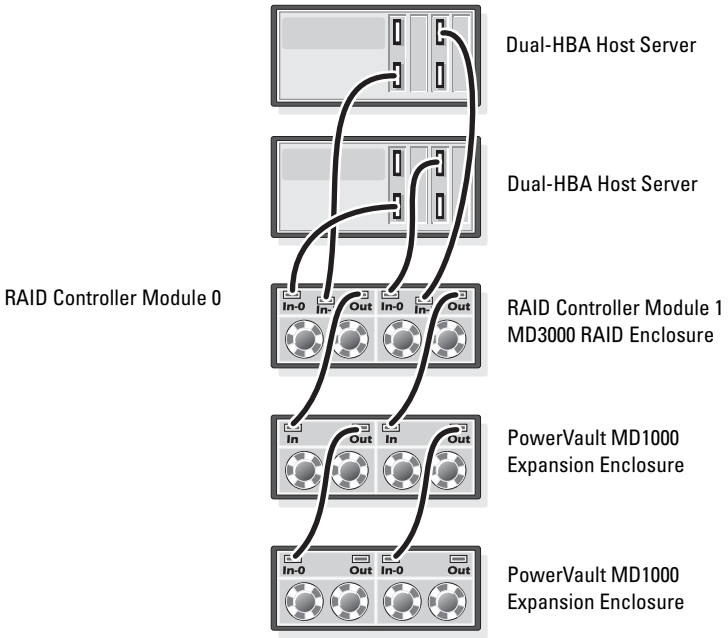 Dual-HBA Host Server
Dual-HBA Host Server
RAID Controller Module 0
In-0 In- Out In-0 In- Out
RAID Controller Module 1
MD3000 RAID Enclosure
In Out In Out
PowerVault MD1000
Expansion Enclosure
In-0 Out In-0 Out
PowerVault MD1000
Expansion Enclosure